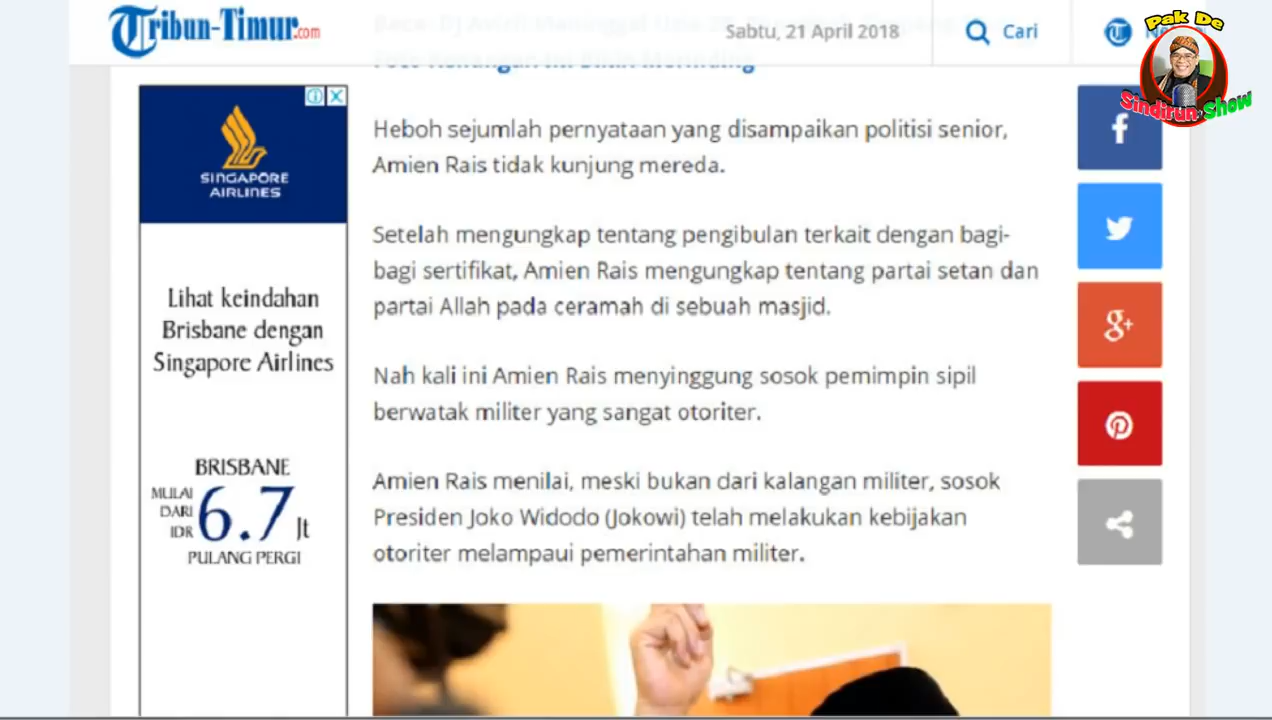 Tribun-Timur.com
Sabtu, 21 April 2018
Cari
Pak De
Sindirun Show
Heboh sejumlah pernyataan yang disampaikan politisi senior,
Amien Rais tidak kunjung mereda.
Setelah mengungkap tentang pengibulan terkait dengan bagi-
bagi sertifikat, Amien Rais mengungkap tentang partai setan dan
partai Allah pada ceramah di sebuah masjid.
Nah kali ini Amien Rais menyinggung sosok pemimpin sipil
berwatak militer yang sangat otoriter.
Amien Rais menilai, meski bukan dari kalangan militer, sosok
Presiden Joko Widodo (Jokowi) telah melakukan kebijakan
otoriter melampaui pemerintahan militer.
SINGAPORE
AIRLINES
Lihat keindahan
Brisbane dengan
Singapore Airlines
BRISBANE
MULAI
DARI
IDR
6.7 Jt
PULANG PERGI
f
g+